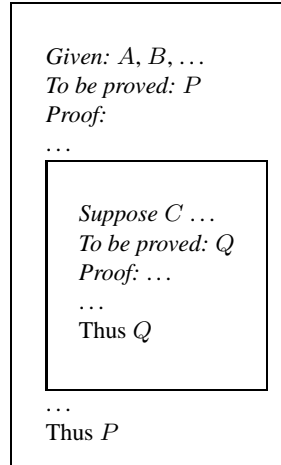 Given: A, B, ...
To be proved: P
Proof:
...
Suppose C ...
To be proved: Q
Proof: ...
...
Thus Q
...
Thus P